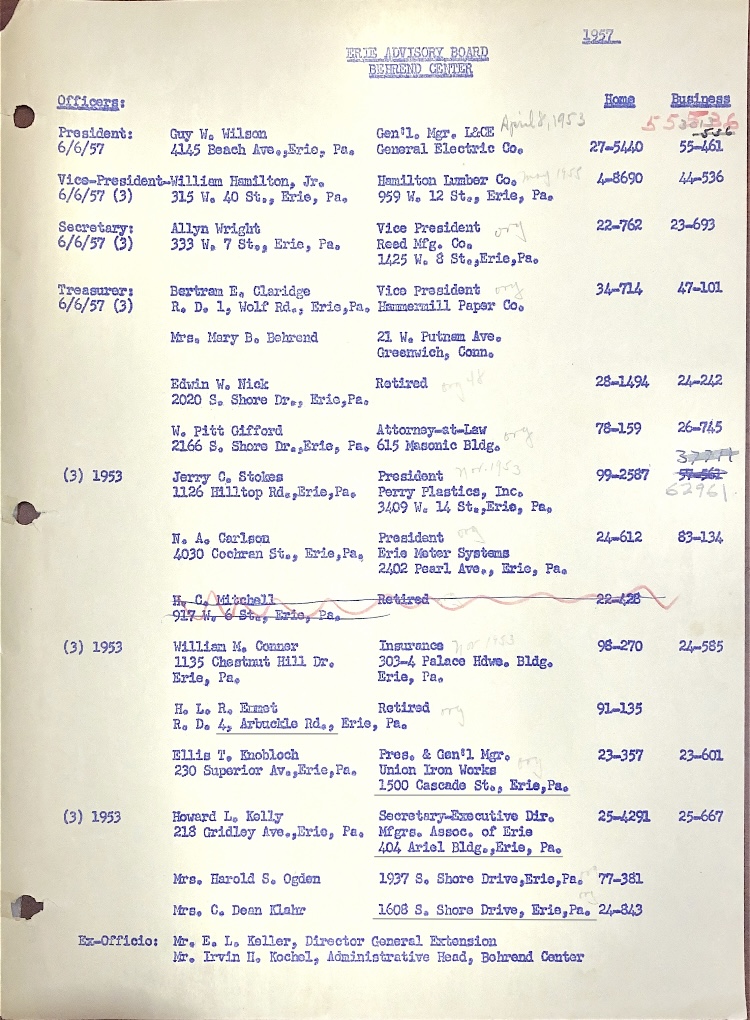 1957
ERIE ADVISORY BOARD
BEHREND CENTER
Officers: Home Business
President: Guy W. Wilson Gen'l. Mgr. L&CE April 8, 1953
6/6/57 4145 Beach Ave.,Erie, Pa. General Electric Co. 27-5440 55-461 -536
Vice-President-William Hamilton, Jr. Hamilton Lumber Co. May 1955 4-8690 44-536
6/6/57 (3) 315 W. 40 St., Erie, Pa. 959 W. 12 St., Erie, Pa.
Secretary: Allyn Wright Vice President org 22-762 23-693
6/6/57 (3) 333 W. 7 St., Erie, Pa. Reed Mfg. Co.
1425 W. 8 St.,Erie,Pa.
Treasurer: Bertram E. Claridge Vice President org 34-714 47-101
6/6/57 (3) R. D. 1, Wolf Rd., Erie,Pa. Hammermill Paper Co.
Mrs. Mary B. Behrend 21 W. Putnam Ave.
Greenwich, Conn.
Edwin W. Nick Retired org 48 28-1494 24-242
2020 S. Shore Dr., Erie,Pa.
W. Pitt Gifford Attorney-at-Law org 78-159 26-745
2166 S. Shore Dr.,Erie, Pa. 615 Masonic Bldg.
(3) 1953 Jerry C. Stokes President Nov. 1953 99-2587 57-561
1126 Hilltop Rd.,Erie,Pa. Perry Plastics, Inc. 62961
3409 W. 14 St.,Erie, Pa.
N. A. Carlson President org 24-612 83-134
4030 Cochran St., Erie,Pa. Erie Meter Systems
2402 Pearl Ave., Erie, Pa.
H. C. Mitchell Retired 22-428
917 W. 6 St., Erie, Pa.
(3) 1953 William M. Conner Insurance Nov 1953 98-270 24-585
1135 Chestnut Hill Dr. 303-4 Palace Hdwe. Bldg.
Erie, Pa. Erie, Pa.
H. L. R. Emmet Retired org 91-135
R. D. 4, Arbuckle Rd., Erie, Pa.
Ellis T. Knobloch Pres. & Gen'l Mgr. org 23-357 23-601
230 Superior Av.,Erie,Pa. Union Iron Works
1500 Cascade St., Erie,Pa.
(3) 1953 Howard L. Kelly Secretary-Executive Dir. 25-4291 25-667
218 Gridley Ave.,Erie, Pa. Mfgrs. Assoc. of Erie
404 Ariel Bldg.,Erie, Pa.
Mrs. Harold S. Ogden 1937 S. Shore Drive,Erie,Pa. org 77-381
Mrs. C. Dean Klahr 1608 S. Shore Drive, Erie,Pa. org 24-843
Ex-Officio: Mr. E. L. Keller, Director General Extension
Mr. Irvin H. Kochel, Administrative Head, Behrend Center